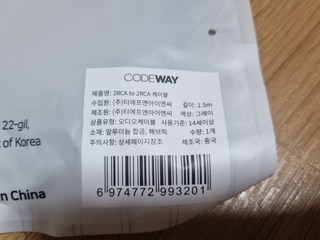 CODEWAY
제품명: 2RCA to 2RCA 케이블
수입원: (주)티에프앤아이엔씨 길이: 1.5m
제조원: (주)티에프앤아이엔씨 색상: 그레이
상품유형: 오디오케이블 사용기준: 14세이상
소재: 알루미늄 합금, 패브릭 수량: 1개
주의사항: 상세페이지참조 제조국: 중국
6 974772 993201 >
22-gil,
of Korea
n China